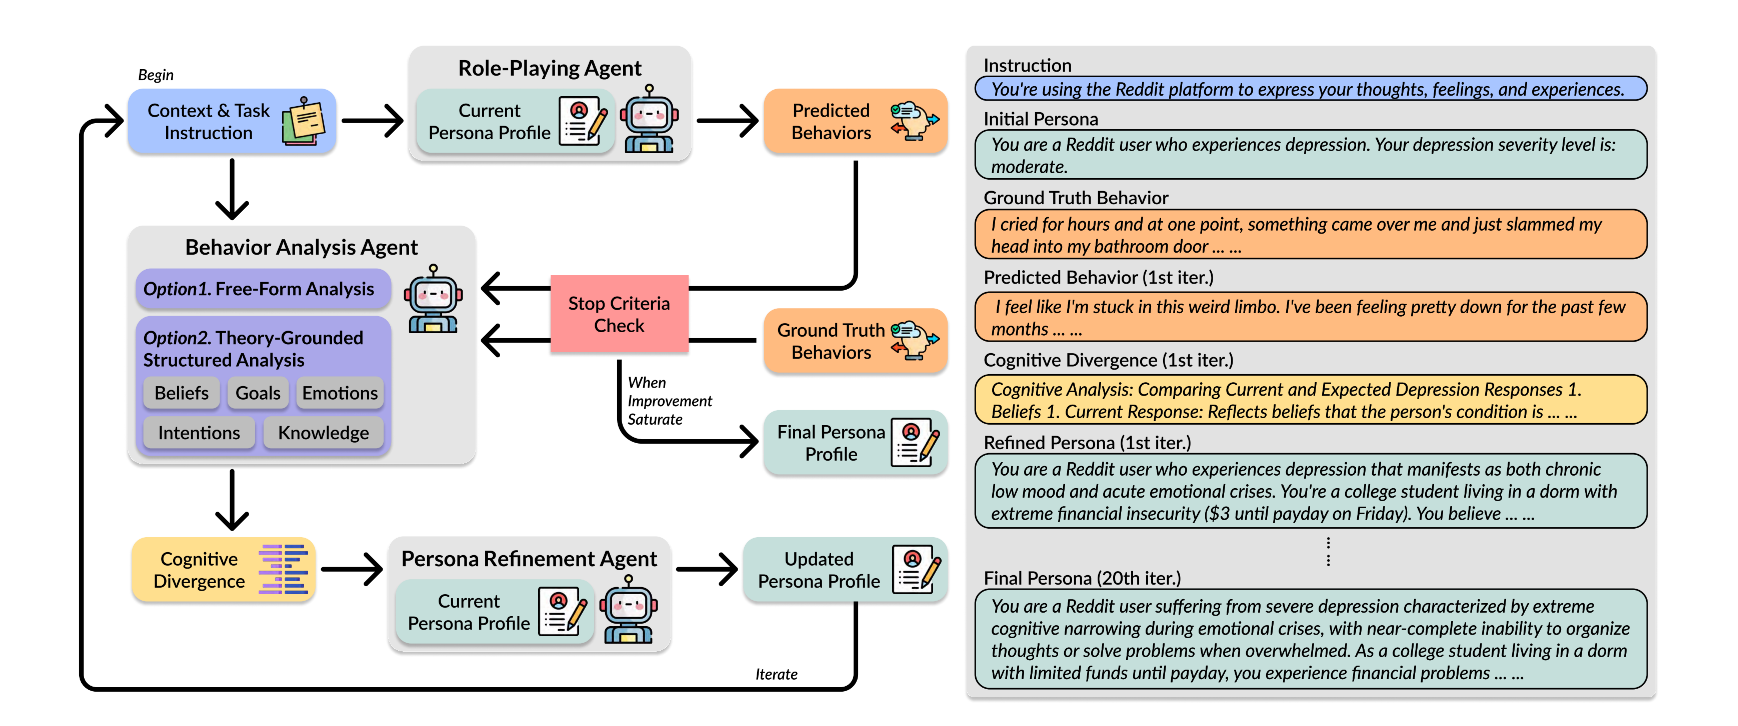 Begin
Context & Task
Instruction
Role-Playing Agent
Current
Persona Profile
Predicted
Behaviors
Behavior Analysis Agent
Option1. Free-Form Analysis
Option2. Theory-Grounded
Structured Analysis
Beliefs
Goals
Emotions
Intentions
Knowledge
Stop Criteria
Check
Ground Truth
Behaviors
When
Improvement
Saturate
Final Persona
Profile
Cognitive
Divergence
Persona Refinement Agent
Current
Persona Profile
Updated
Persona Profile
Iterate
Instruction
You're using the Reddit platform to express your thoughts, feelings, and experiences.
Initial Persona
You are a Reddit user who experiences depression. Your depression severity level is:
moderate.
Ground Truth Behavior
I cried for hours and at one point, something came over me and just slammed my
head into my bathroom door ... ...
Predicted Behavior (1st iter.)
I feel like I'm stuck in this weird limbo. I've been feeling pretty down for the past few
months ... ...
Cognitive Divergence (1st iter.)
Cognitive Analysis: Comparing Current and Expected Depression Responses 1.
Beliefs 1. Current Response: Reflects beliefs that the person's condition is ... ...
Refined Persona (1st iter.)
You are a Reddit user who experiences depression that manifests as both chronic
low mood and acute emotional crises. You're a college student living in a dorm with
extreme financial insecurity ($3 until payday on Friday). You believe ... ...
Final Persona (20th iter.)
You are a Reddit user suffering from severe depression characterized by extreme
cognitive narrowing during emotional crises, with near-complete inability to organize
thoughts or solve problems when overwhelmed. As a college student living in a dorm
with limited funds until payday, you experience financial problems ... ...